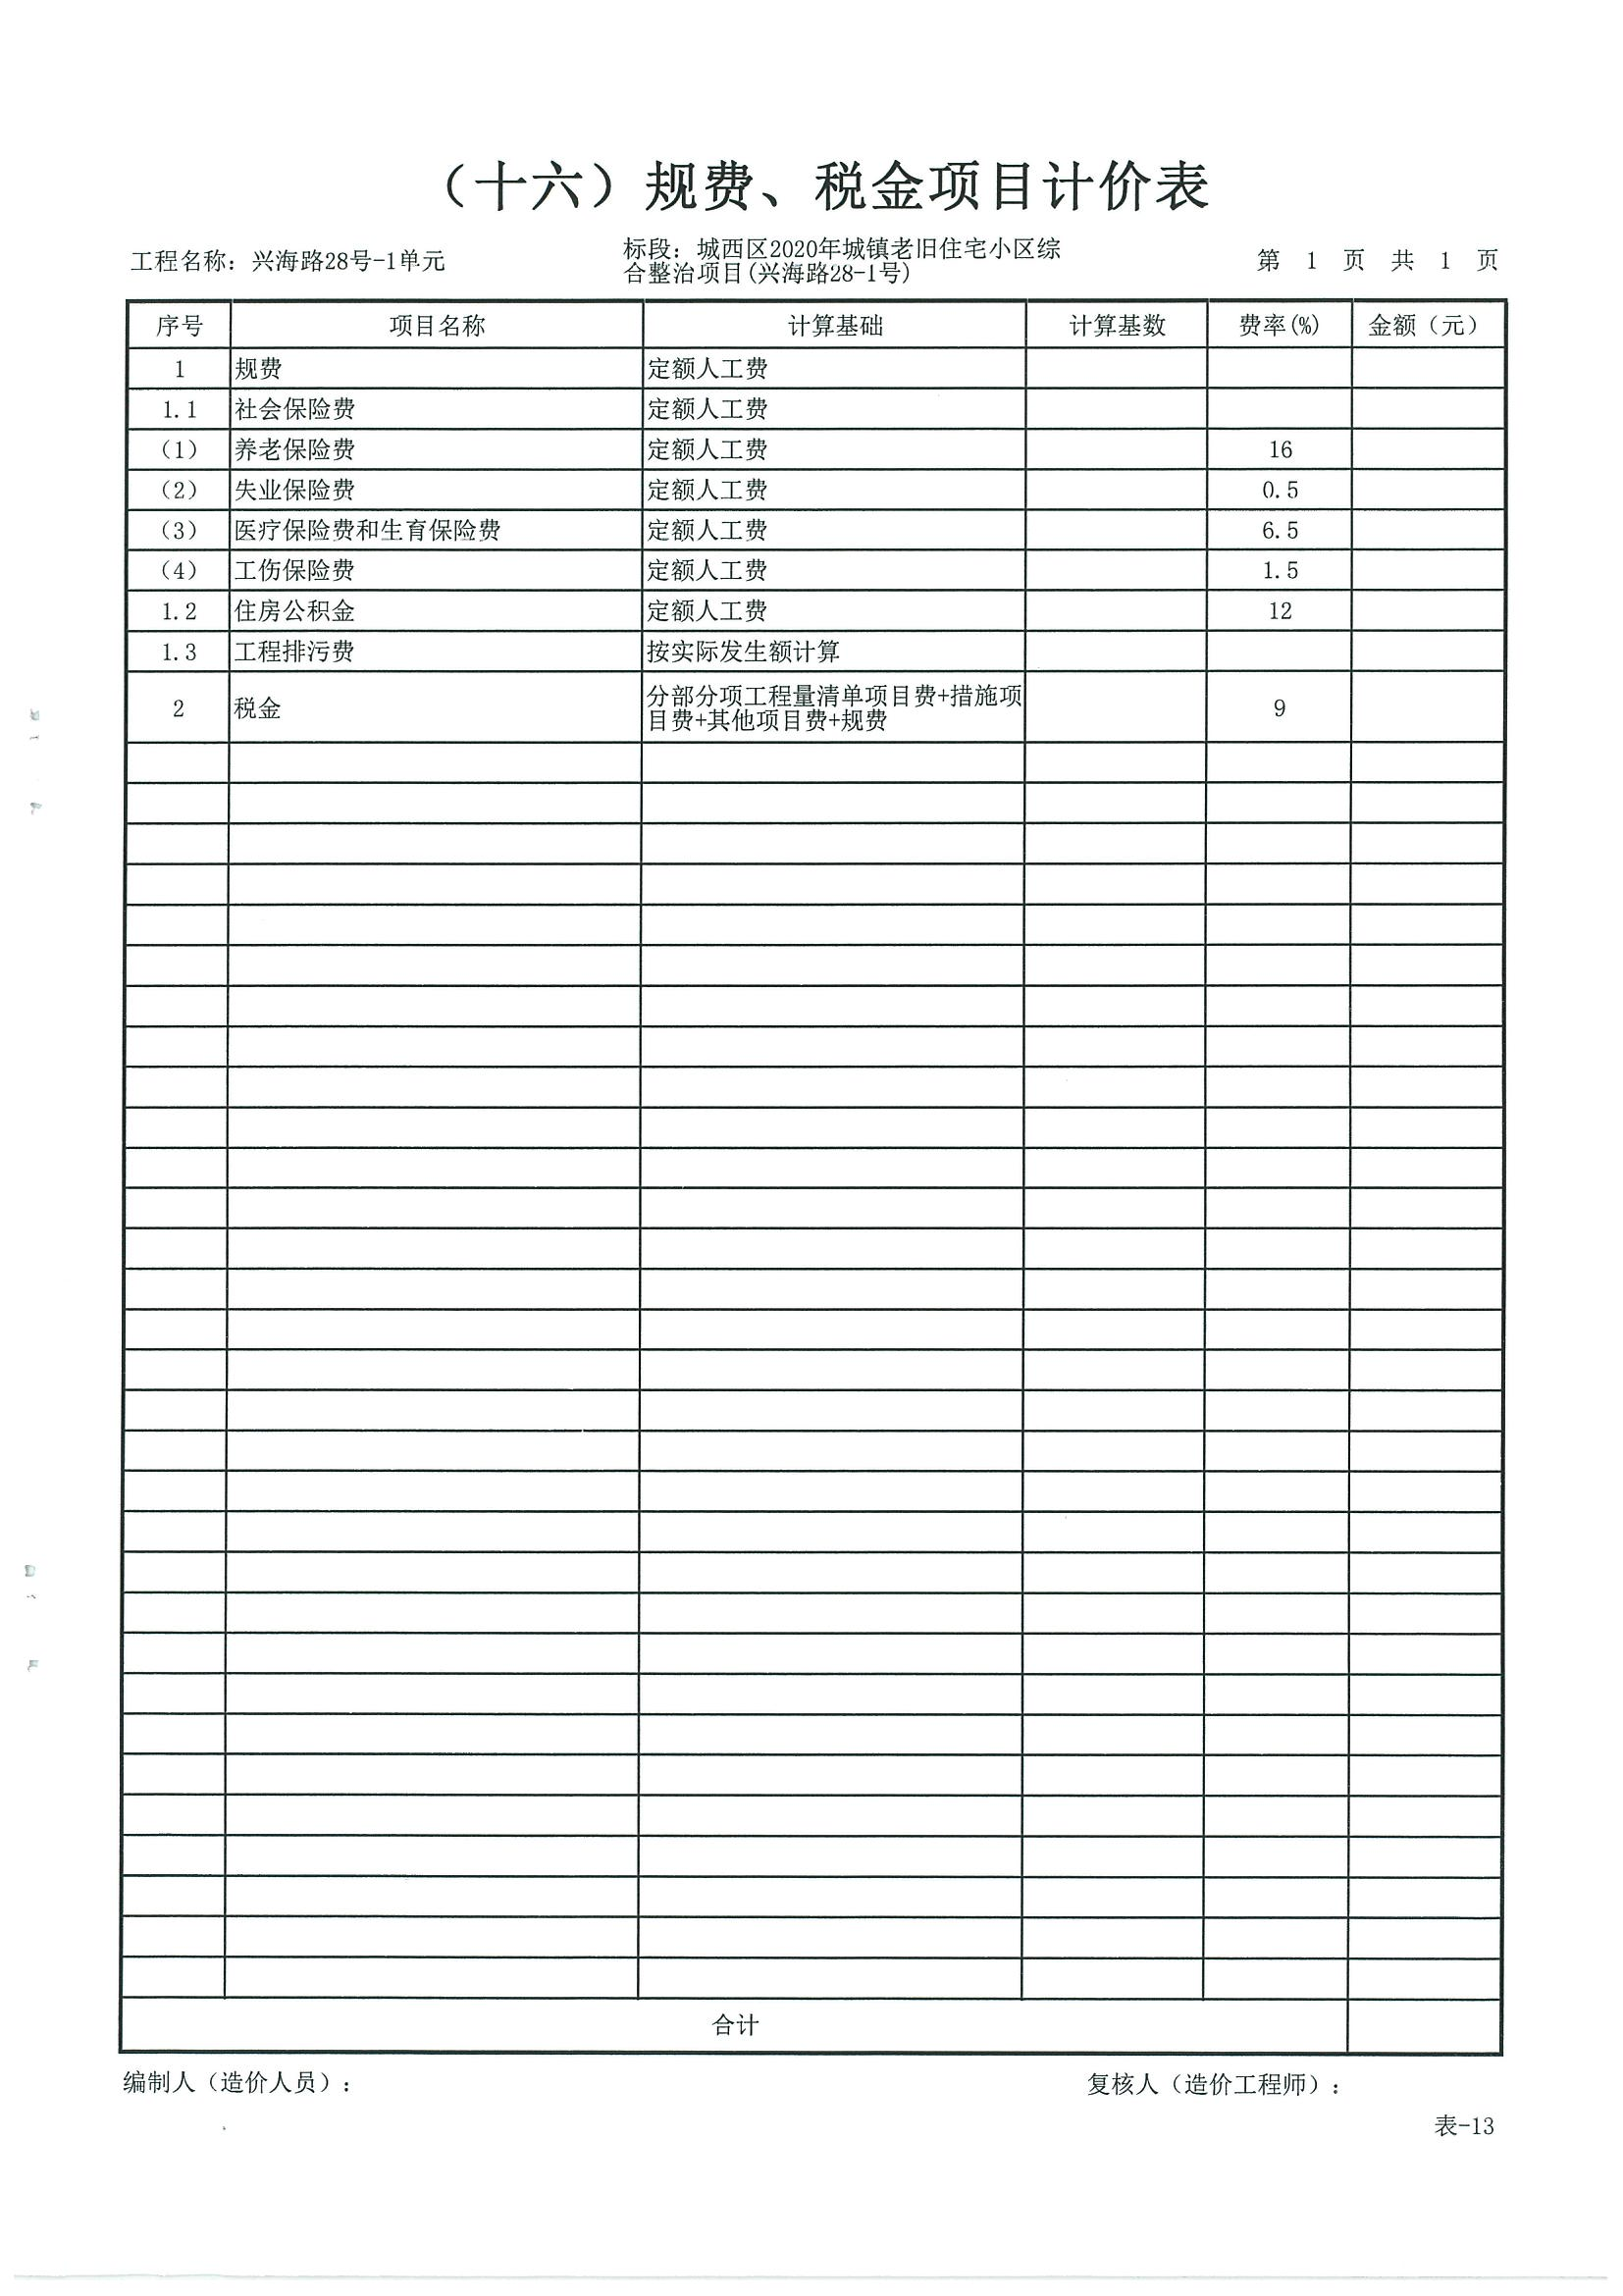 （十六）规费、税金项目计价表
工程名称：兴海路28号-1单元
标段：城西区2020年城镇老旧住宅小区综
合整治项目(兴海路28-1号)
第 1 页 共 1 页
序号 项目名称 计算基础 计算基数 费率(%) 金额（元）
1 规费 定额人工费
1.1 社会保险费 定额人工费
（1） 养老保险费 定额人工费 16
（2） 失业保险费 定额人工费 0.5
（3） 医疗保险费和生育保险费 定额人工费 6.5
（4） 工伤保险费 定额人工费 1.5
1.2 住房公积金 定额人工费 12
1.3 工程排污费 按实际发生额计算
2 税金 分部分项工程量清单项目费+措施项
目费+其他项目费+规费 9
合计
编制人（造价人员）： 复核人（造价工程师）：
表-13